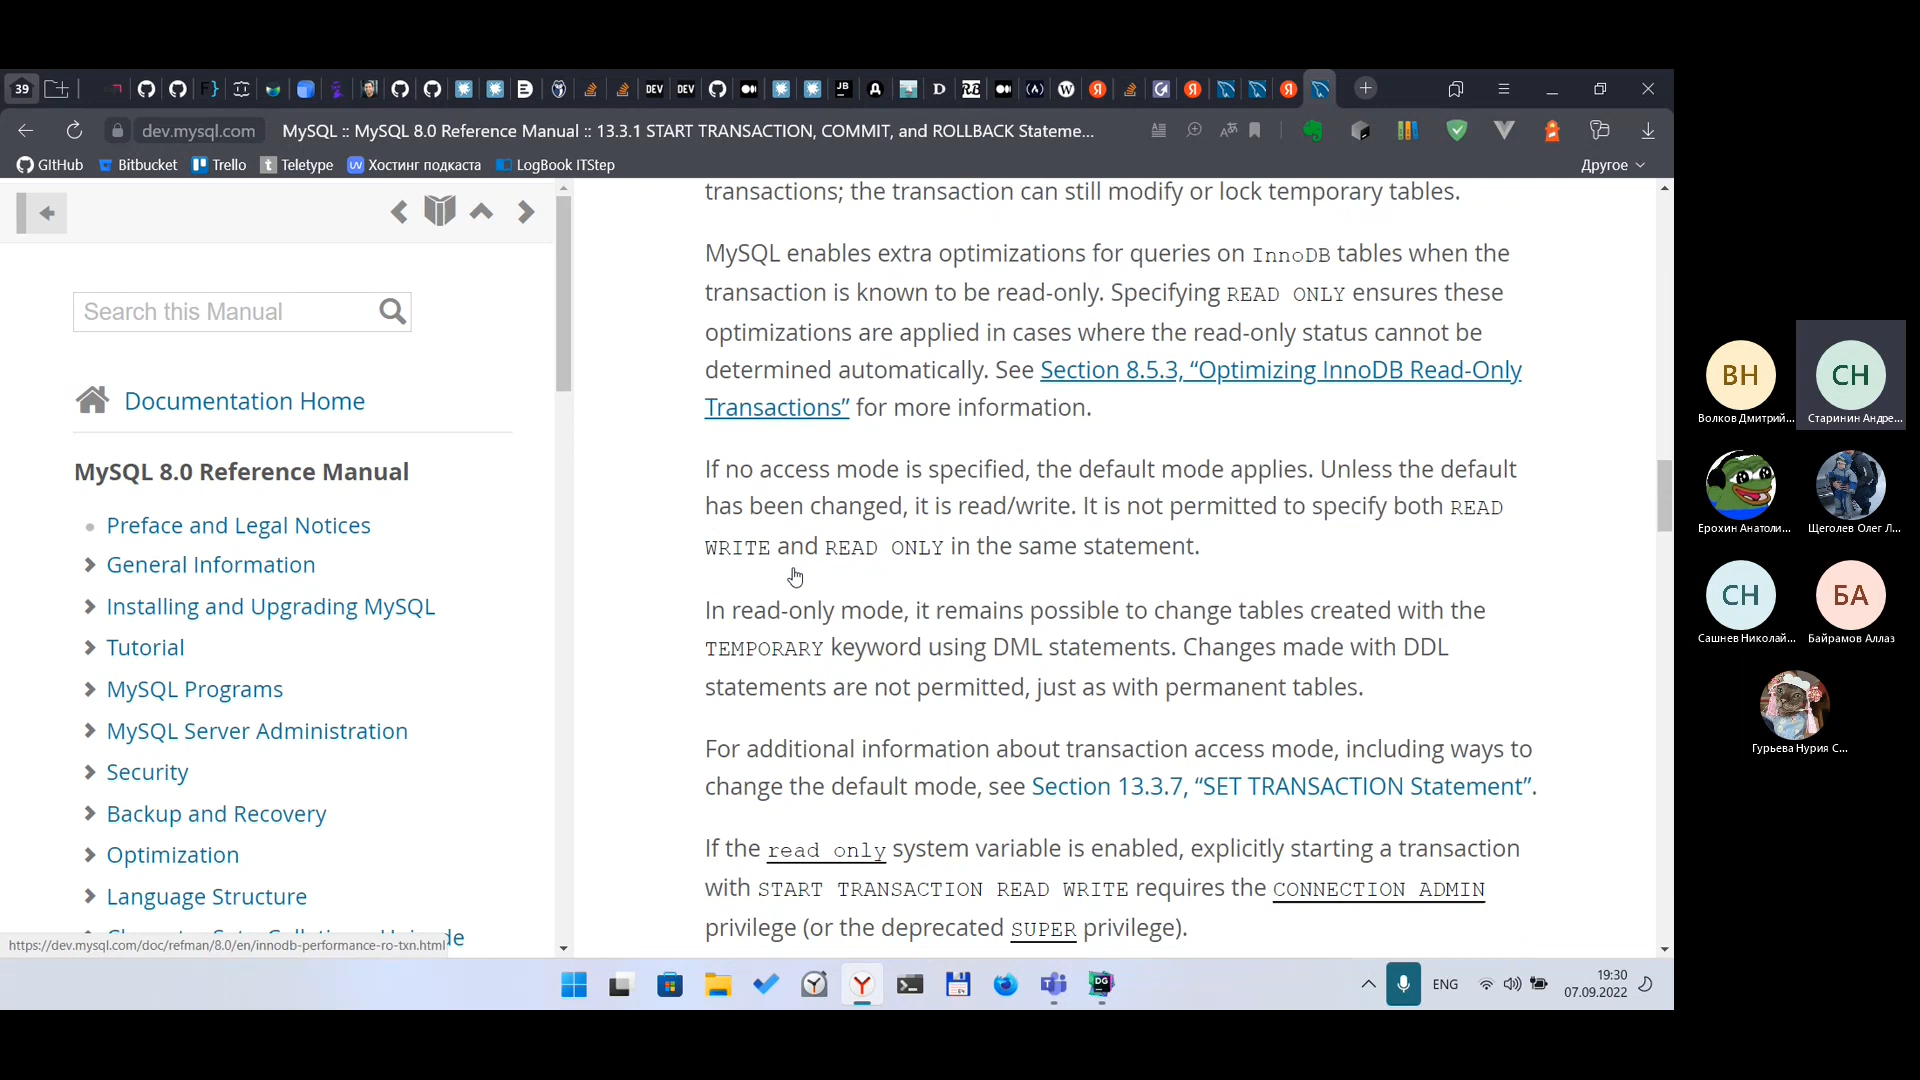 39
DEV
DEV
JB
D
dev.mysql.com
MySQL :: MySQL 8.0 Reference Manual :: 13.3.1 START TRANSACTION, COMMIT, and ROLLBACK Stateme...
GItHub
Bitbucket
Trello
Teletype
Хостинг подкаста
LogBook ITStep
Другое
Search this Manual
Documentation Home
MySQL 8.0 Reference Manual
Preface and Legal Notices
General Information
Installing and Upgrading MySQL
Tutorial
MySQL Programs
MySQL Server Administration
Security
Backup and Recovery
Optimization
Language Structure
https://dev.mysql.com/doc/refman/8.0/en/innodb-performance-ro-txn.html
transactions; the transaction can still modify or lock temporary tables.
MySQL enables extra optimizations for queries on InnoDB tables when the
transaction is known to be read-only. Specifying READ ONLY ensures these
optimizations are applied in cases where the read-only status cannot be
determined automatically. See Section 8.5.3, “Optimizing InnoDB Read-Only
Transactions” for more information.
If no access mode is specified, the default mode applies. Unless the default
has been changed, it is read/write. It is not permitted to specify both READ
WRITE and READ ONLY in the same statement.
In read-only mode, it remains possible to change tables created with the
TEMPORARY keyword using DML statements. Changes made with DDL
statements are not permitted, just as with permanent tables.
For additional information about transaction access mode, including ways to
change the default mode, see Section 13.3.7, “SET TRANSACTION Statement”.
If the read_only system variable is enabled, explicitly starting a transaction
with START TRANSACTION READ WRITE requires the CONNECTION_ADMIN
privilege (or the deprecated SUPER privilege).
ENG
19:30
07.09.2022
ВН
Волков Дмитрий...
СН
Старинин Андре...
Ерохин Анатоли...
Щеголев Олег Л...
СН
Сашнев Николай...
БА
Байрамов Аллаз
Гурьева Нурия С...